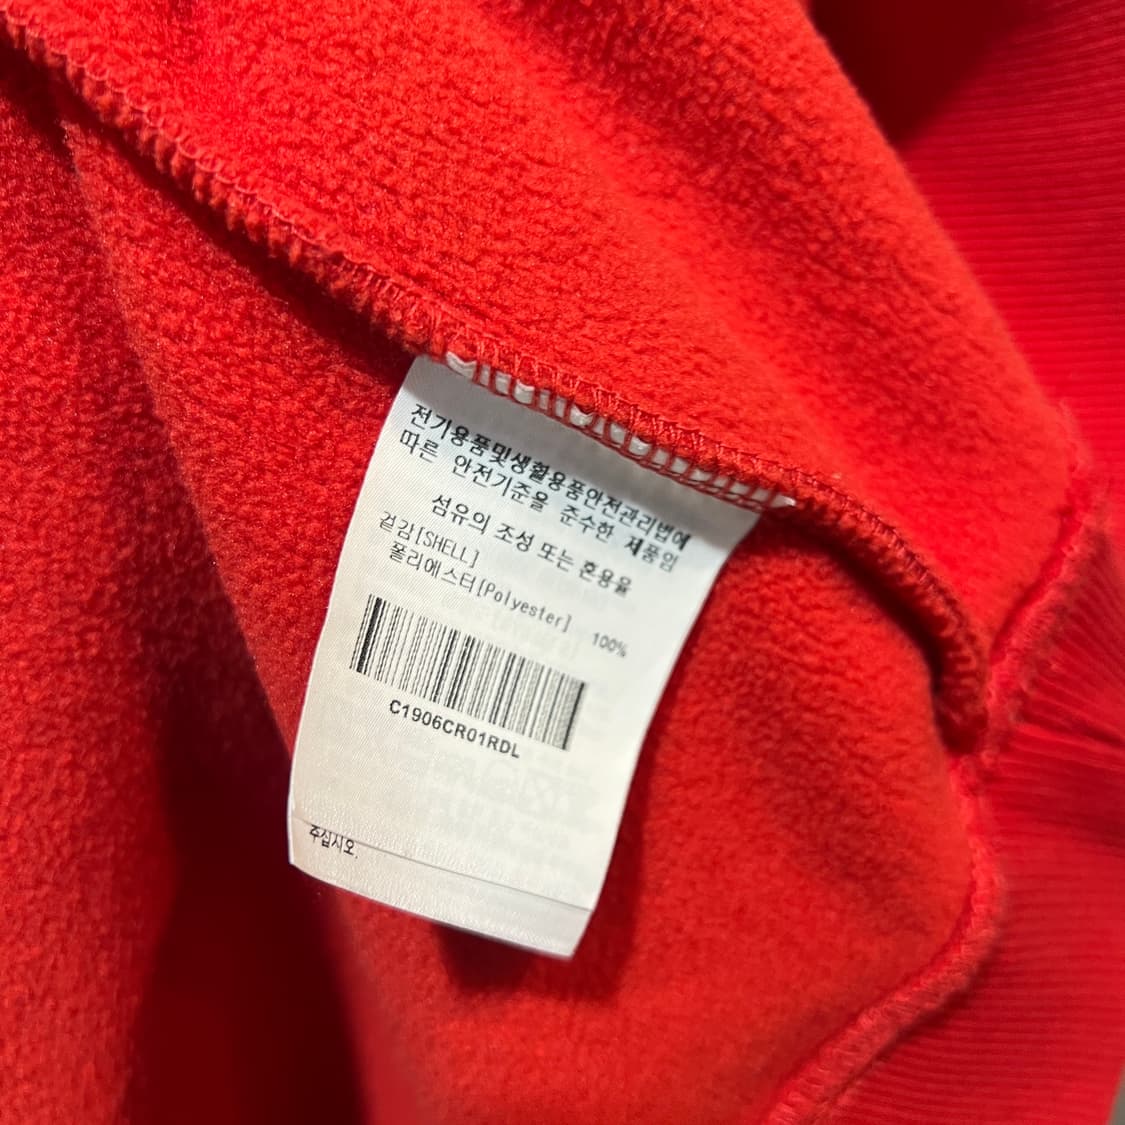 전기용품및생활용품안전관리법에
따른 안전기준을 준수한 제품임
섬유의 조성 또는 혼용율
겉감[SHELL]
폴리에스터[Polyester] 100%
C1906CR01RDL
주십시오.